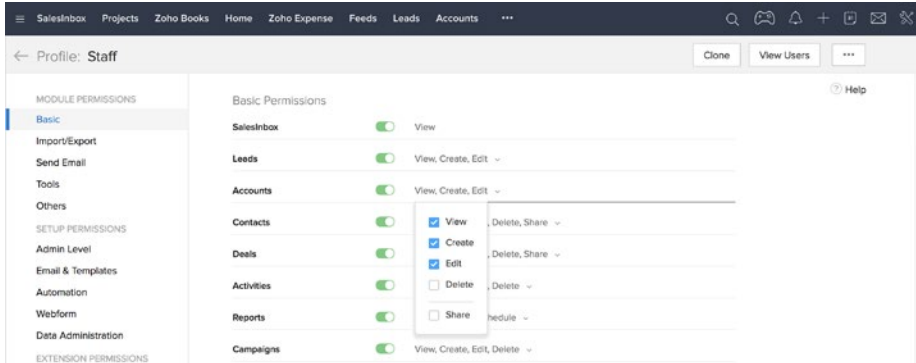 SalesInbox Projects Zoho Books Home Zoho Expense Feeds Leads Accounts •••
← Profile: Staff Clone View Users •••
Help
MODULE PERMISSIONS
Basic
Import/Export
Send Email
Tools
Others
SETUP PERMISSIONS
Admin Level
Email & Templates
Automation
Webform
Data Administration
EXTENSION PERMISSIONS
Basic Permissions
SalesInbox View
Leads View, Create, Edit
Accounts View, Create, Edit
View
Create
Edit
Delete
Share
Contacts , Delete, Share
Deals , Delete, Share
Activities , Delete
Reports hedule
Campaigns View, Create, Edit, Delete